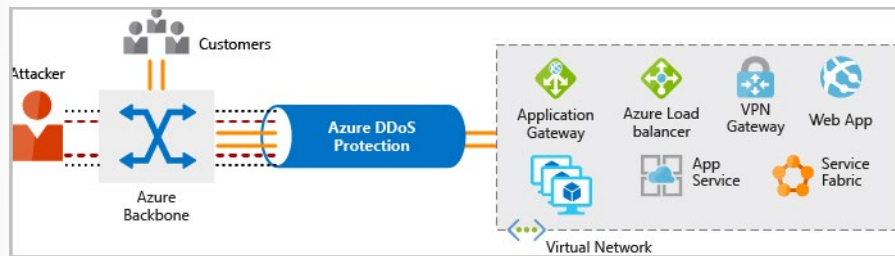 Customers
Attacker
Azure DDoS
Protection
Azure
Backbone
Application
Gateway
Azure Load
balancer
VPN
Gateway
Web App
App
Service
Service
Fabric
Virtual Network